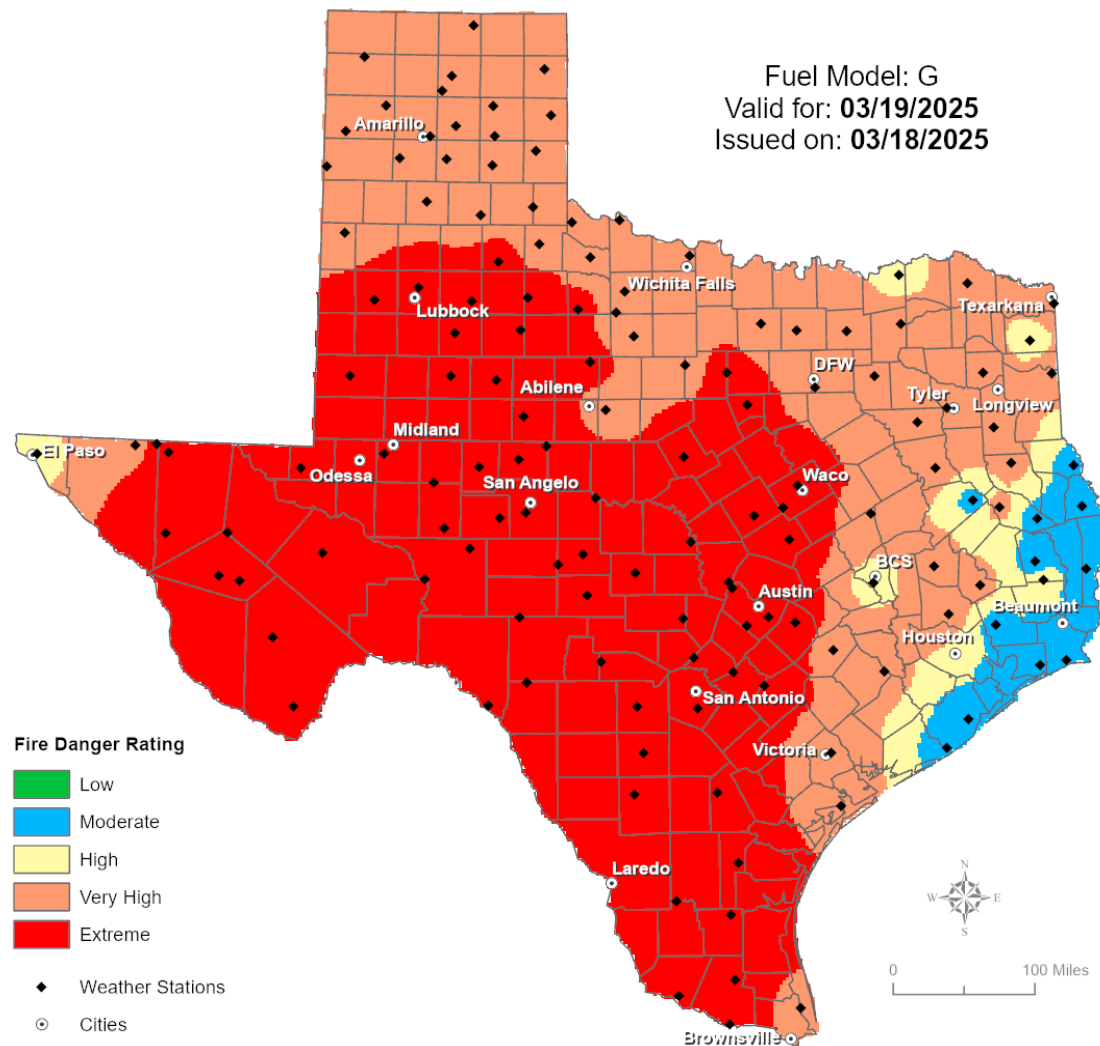 Fuel Model: G
Valid for: 03/19/2025
Issued on: 03/18/2025
Amarillo
Wichita Falls
Lubbock
Texarkana
DFW
Abilene
Tyler
Longview
Midland
El Paso
Odessa
San Angelo
Waco
BCS
Austin
Beaumont
Houston
San Antonio
Victoria
Laredo
Brownsville
Fire Danger Rating
Low
Moderate
High
Very High
Extreme
Weather Stations
Cities
N
W E
S
0 100 Miles